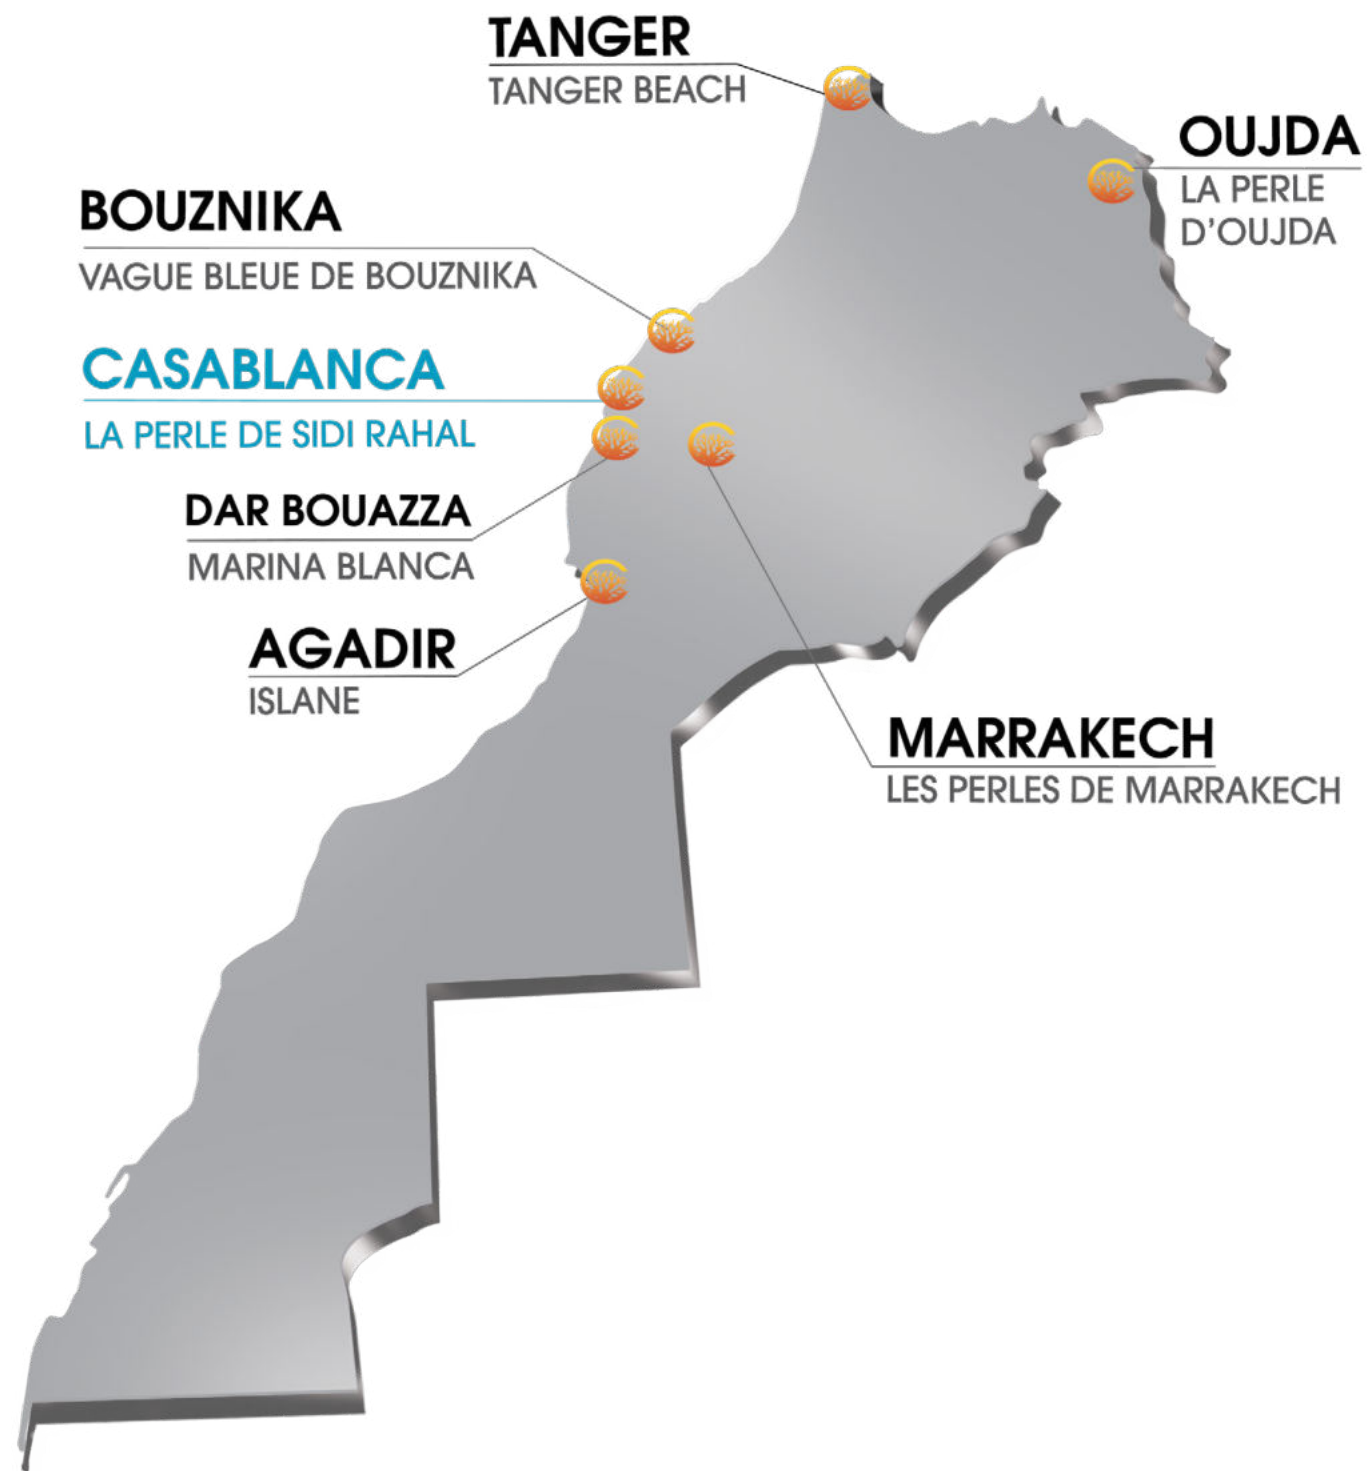 TANGER
TANGER BEACH
OUJDA
LA PERLE
D'OUJDA
BOUZNIKA
VAGUE BLEUE DE BOUZNIKA
CASABLANCA
LA PERLE DE SIDI RAHAL
DAR BOUAZZA
MARINA BLANCA
AGADIR
ISLANE
MARRAKECH
LES PERLES DE MARRAKECH